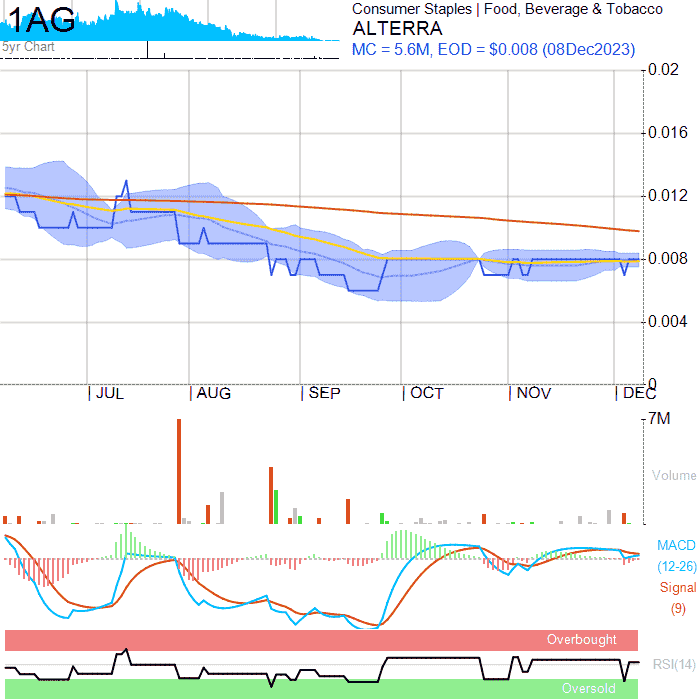 1AG
5yr Chart
Consumer Staples | Food, Beverage & Tobacco
ALTERRA
MC = 5.6M, EOD = $0.008 (08Dec2023)
0.02
0.016
0.012
0.008
0.004
0
JUL AUG SEP OCT NOV DEC
7M
Volume
MACD
(12-26)
Signal
(9)
Overbought
RSI(14)
Oversold